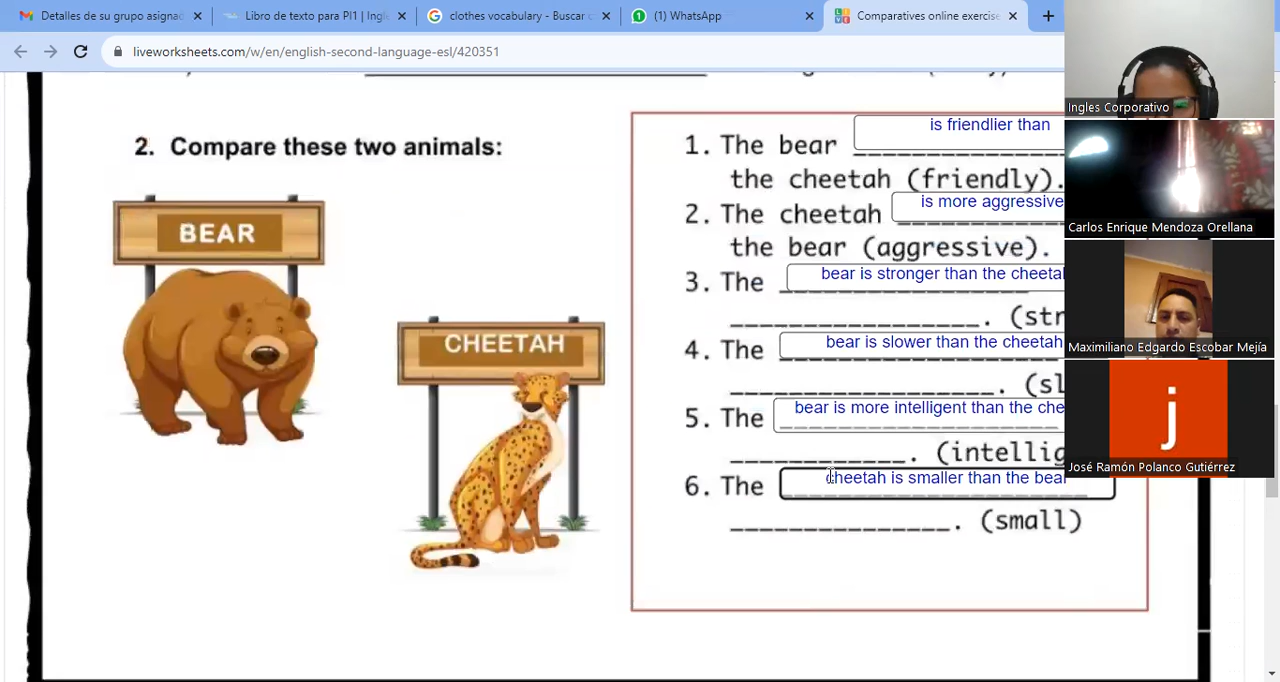 Detalles de su grupo asignad
Libro de texto para PI1 | Ingle
clothes vocabulary - Buscar c
(1) WhatsApp
Comparatives online exercise
liveworksheets.com/w/en/english-second-language-esl/420351
2. Compare these two animals:
BEAR
CHEETAH
1. The bear is friendlier than
the cheetah (friendly).
2. The cheetah is more aggressive
the bear (aggressive).
3. The bear is stronger than the cheetah
(str
4. The bear is slower than the cheetah
(sl
5. The bear is more intelligent than the che
(intellig
6. The cheetah is smaller than the bear
. (small)
Ingles Corporativo
Carlos Enrique Mendoza Orellana
Maximiliano Edgardo Escobar Mejía
j
José Ramón Polanco Gutiérrez